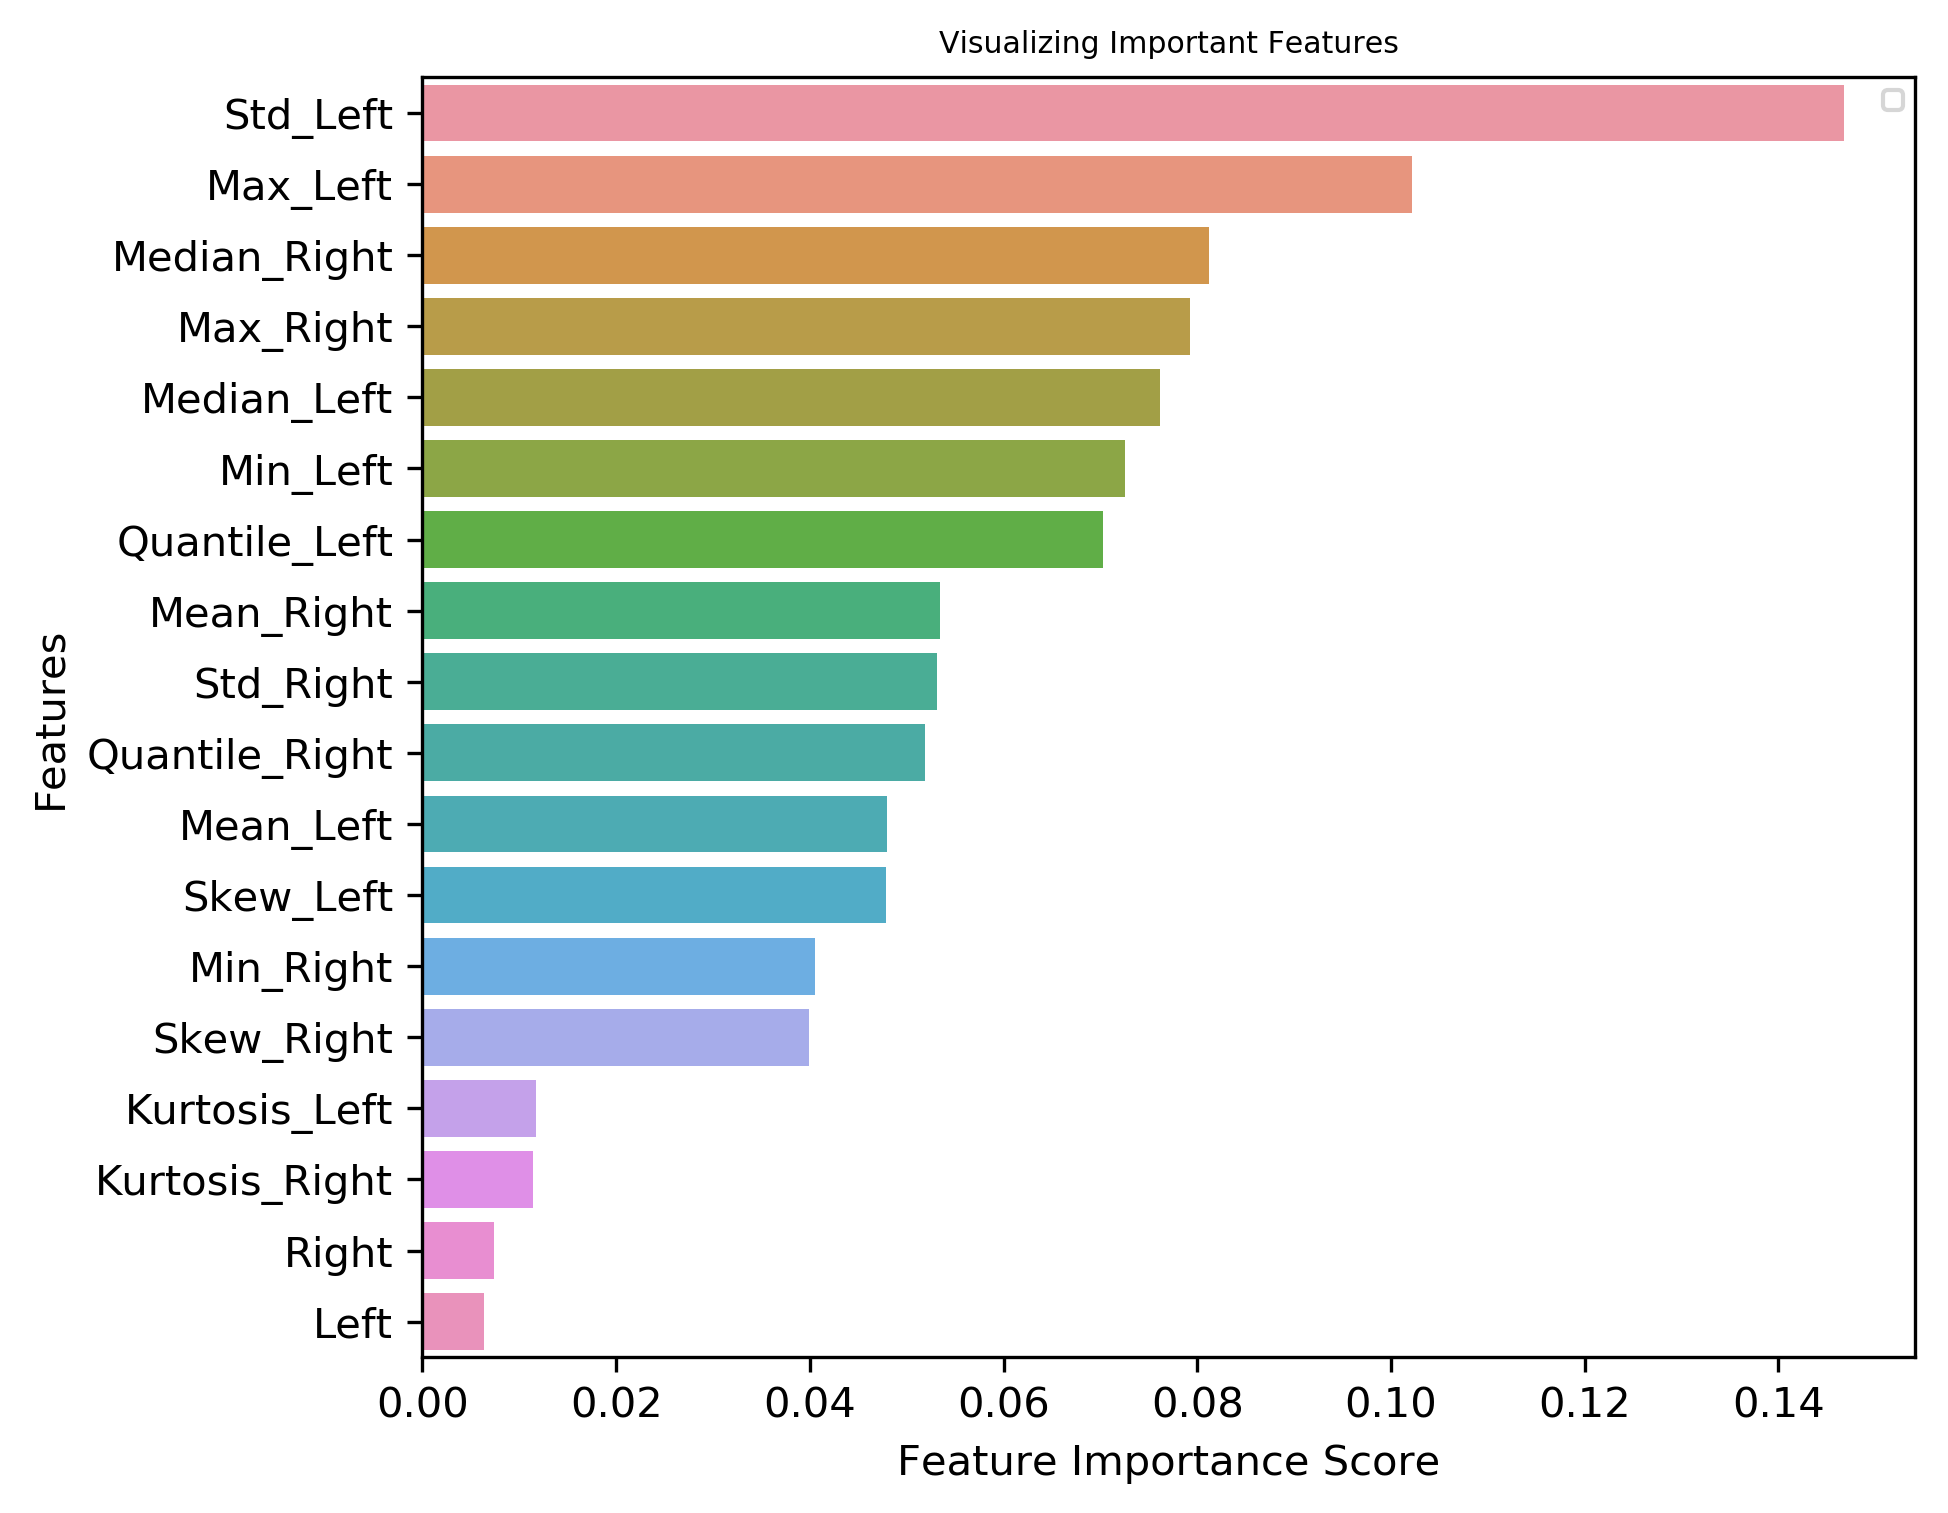 Visualizing Important Features
Std_Left
Max_Left
Median_Right
Max_Right
Median_Left
Min_Left
Quantile_Left
Mean_Right
Std_Right
Quantile_Right
Mean_Left
Skew_Left
Min_Right
Skew_Right
Kurtosis_Left
Kurtosis_Right
Right
Left
Features
0.00 0.02 0.04 0.06 0.08 0.10 0.12 0.14
Feature Importance Score